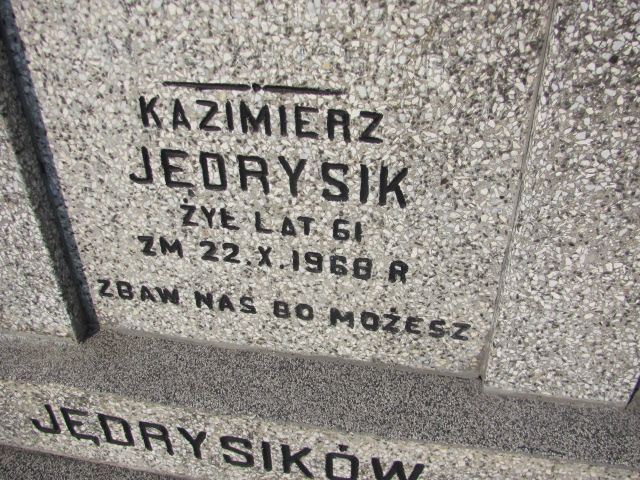 KAZIMIERZ
JĘDRYSIK
ŻYŁ LAT 61
ZM 22.X.1968 R
ZBAW NAS BO MOŻESZ
JĘDRYSIKÓW